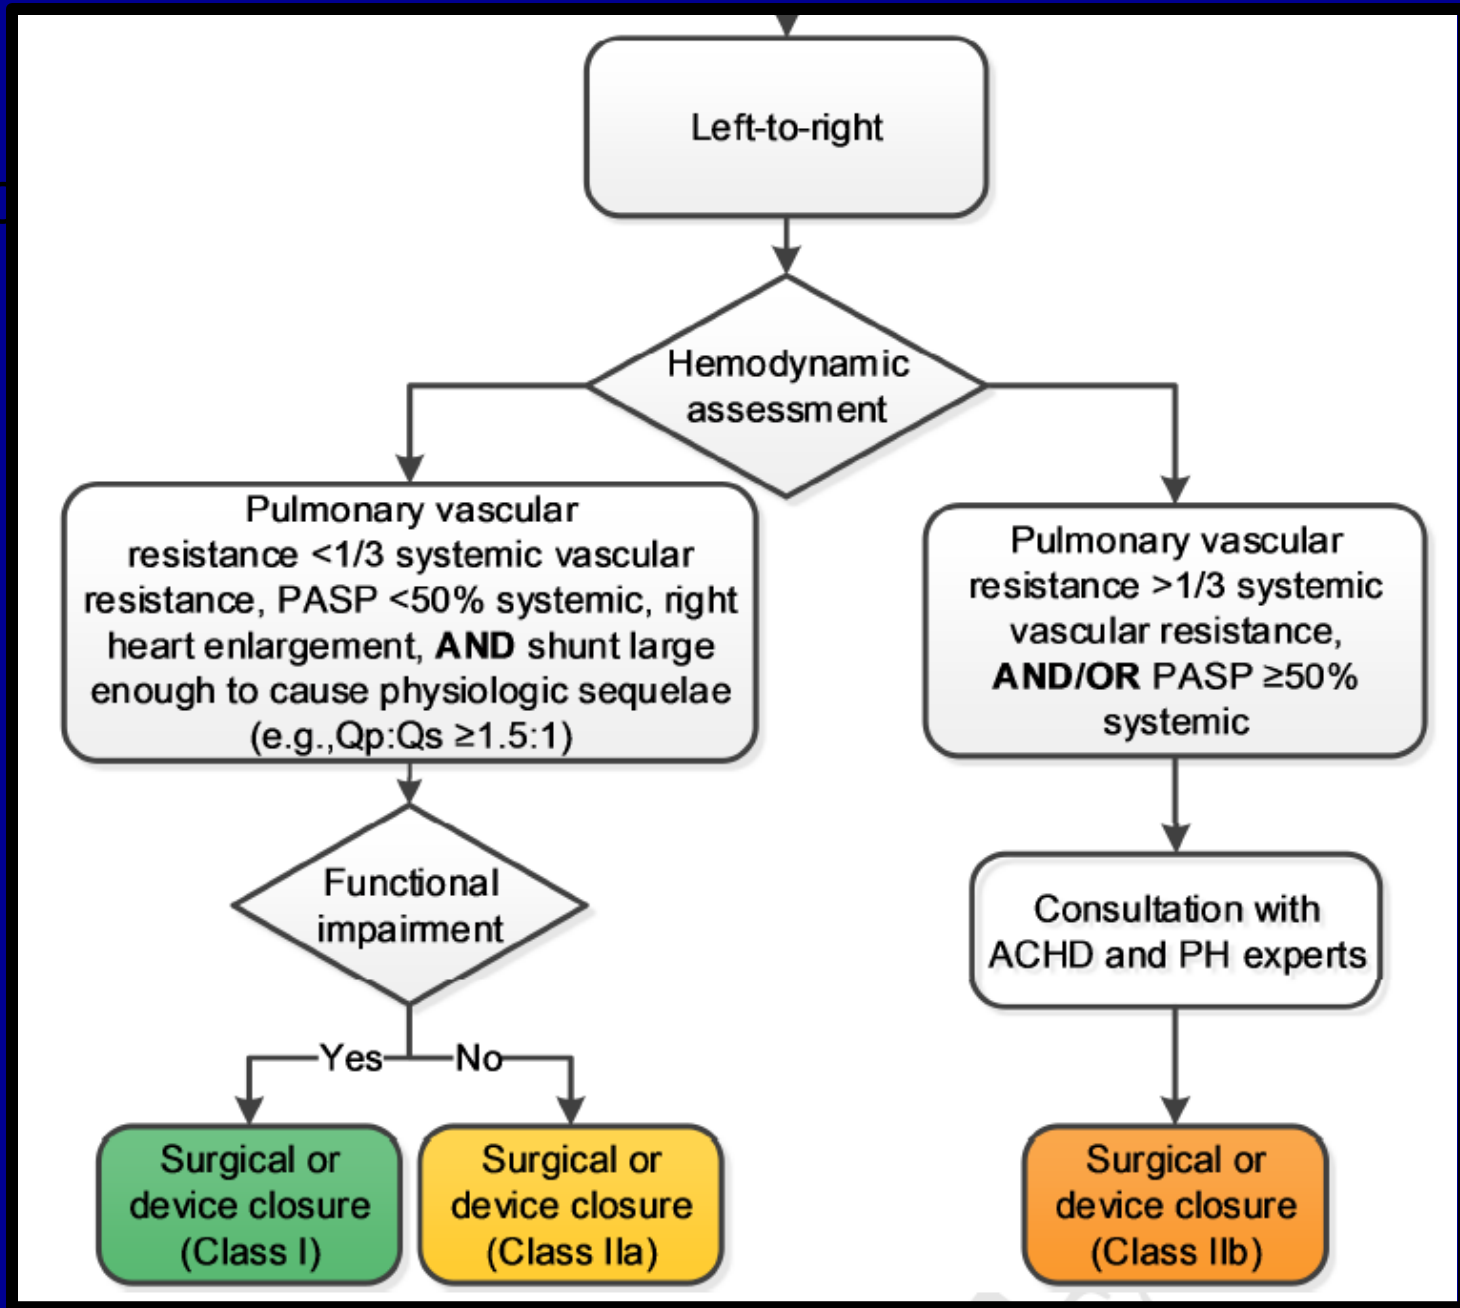 Left-to-right
Hemodynamic
assessment
Pulmonary vascular
resistance <1/3 systemic vascular
resistance, PASP <50% systemic, right
heart enlargement, AND shunt large
enough to cause physiologic sequelae
(e.g.,Qp:Qs ≥1.5:1)
Pulmonary vascular
resistance >1/3 systemic
vascular resistance,
AND/OR PASP ≥50%
systemic
Functional
impairment
Consultation with
ACHD and PH experts
Yes
No
Surgical or
device closure
(Class I)
Surgical or
device closure
(Class IIa)
Surgical or
device closure
(Class IIb)